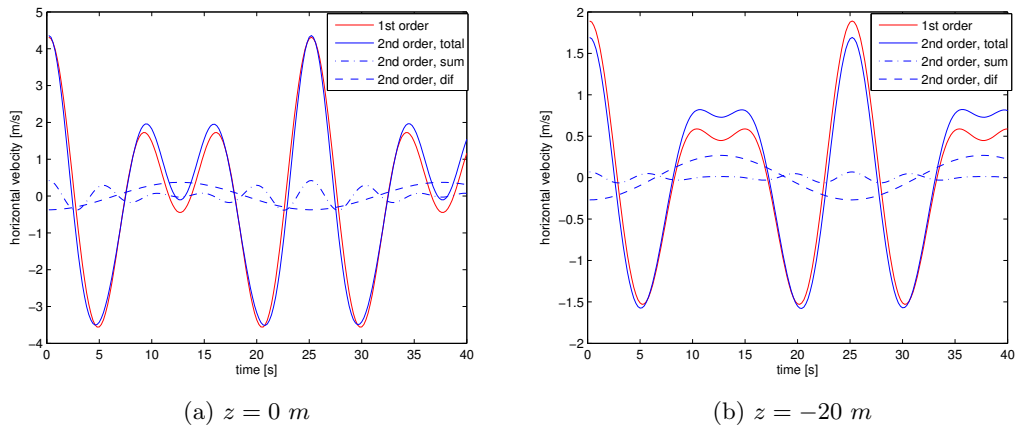 5
4
3
2
1
0
−1
−2
−3
−4
0 5 10 15 20 25 30 35 40
time [s]
horizontal velocity [m/s]
1st order
2nd order, total
2nd order, sum
2nd order, dif
(a) z = 0 m
2
1.5
1
0.5
0
−0.5
−1
−1.5
−2
0 5 10 15 20 25 30 35 40
time [s]
horizontal velocity [m/s]
1st order
2nd order, total
2nd order, sum
2nd order, dif
(b) z = −20 m